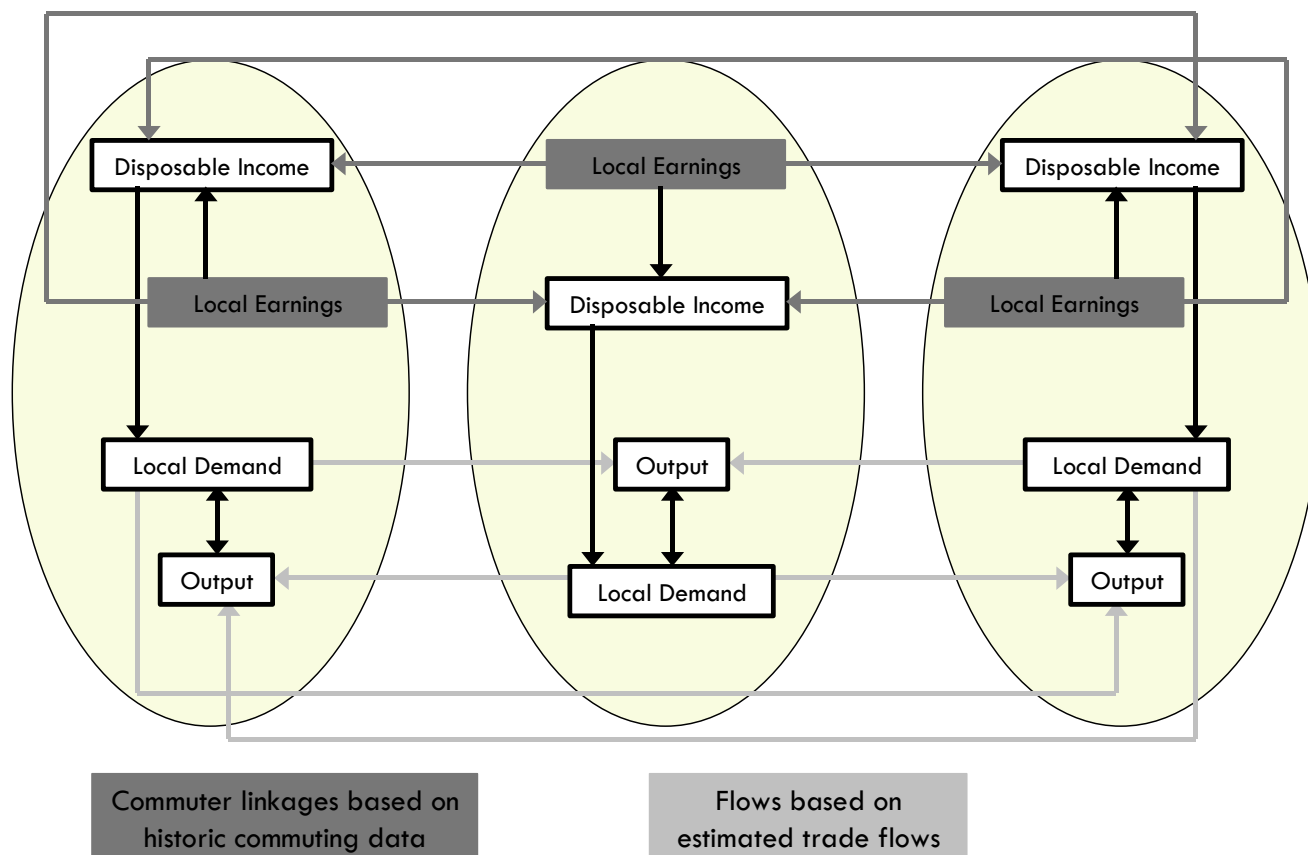 Disposable Income
Local Earnings
Disposable Income
Local Earnings
Disposable Income
Local Earnings
Local Demand
Output
Local Demand
Output
Local Demand
Output
Commuter linkages based on
historic commuting data
Flows based on
estimated trade flows